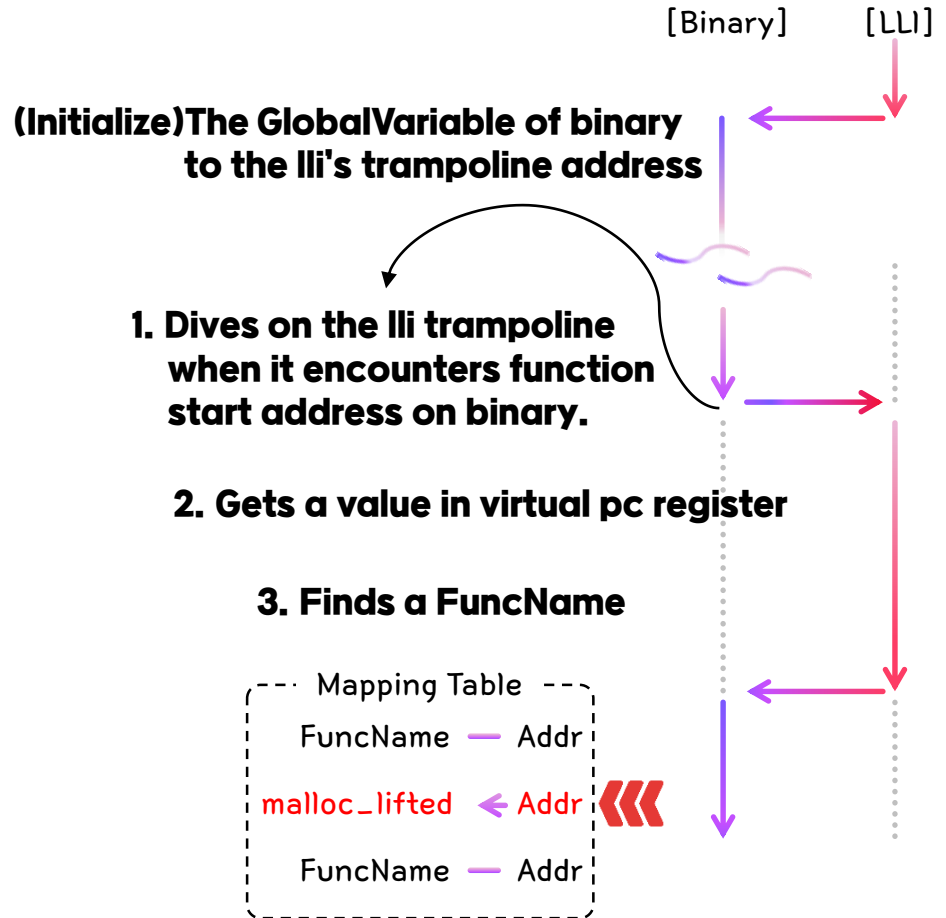 [Binary] [LLI]
(Initialize)The GlobalVariable of binary
to the lli's trampoline address
1. Dives on the lli trampoline
when it encounters function
start address on binary.
2. Gets a value in virtual pc register
3. Finds a FuncName
Mapping Table
FuncName Addr
malloc_lifted Addr
FuncName Addr